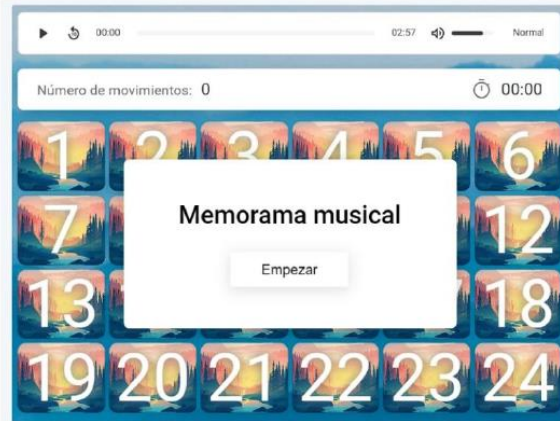 00:00 02:57 Normal
Número de movimientos: 0 00:00
1 2 3 4 5 6
Memorama musical
7 12
Empezar
13 18
19 20 21 22 23 24